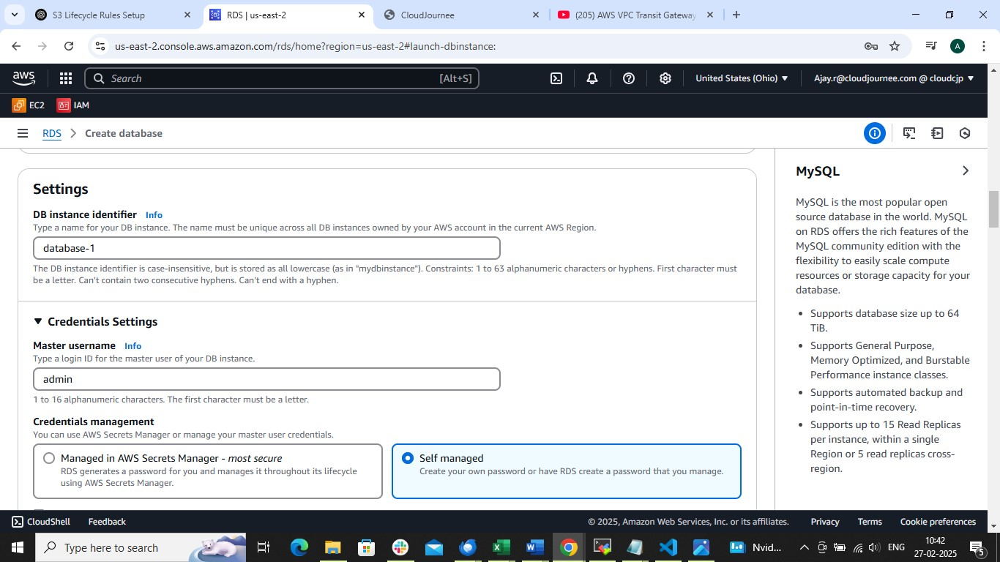 S3 Lifecycle Rules Setup
RDS | us-east-2
CloudJournee
(205) AWS VPC Transit Gateway
us-east-2.console.aws.amazon.com/rds/home?region=us-east-2#launch-dbinstance:
A
aws
Search
[Alt+S]
United States (Ohio)
Ajay.r@cloudjournee.com @ cloudcjp
EC2
IAM
RDS
Create database
Settings
DB instance identifier Info
Type a name for your DB instance. The name must be unique across all DB instances owned by your AWS account in the current AWS Region.
database-1
The DB instance identifier is case-insensitive, but is stored as all lowercase (as in "mydbinstance"). Constraints: 1 to 63 alphanumeric characters or hyphens. First character must
be a letter. Can't contain two consecutive hyphens. Can't end with a hyphen.
Credentials Settings
Master username Info
Type a login ID for the master user of your DB instance.
admin
1 to 16 alphanumeric characters. The first character must be a letter.
Credentials management
You can use AWS Secrets Manager or manage your master user credentials.
Managed in AWS Secrets Manager - most secure
RDS generates a password for you and manages it throughout its lifecycle
using AWS Secrets Manager.
Self managed
Create your own password or have RDS create a password that you manage.
MySQL
MySQL is the most popular open
source database in the world. MySQL
on RDS offers the rich features of the
MySQL community edition with the
flexibility to easily scale compute
resources or storage capacity for your
database.
• Supports database size up to 64
TiB.
• Supports General Purpose,
Memory Optimized, and Burstable
Performance instance classes.
• Supports automated backup and
point-in-time recovery.
• Supports up to 15 Read Replicas
per instance, within a single
Region or 5 read replicas cross-
region.
CloudShell
Feedback
© 2025, Amazon Web Services, Inc. or its affiliates.
Privacy
Terms
Cookie preferences
Type here to search
Nvid...
ENG
10:42
27-02-2025
5